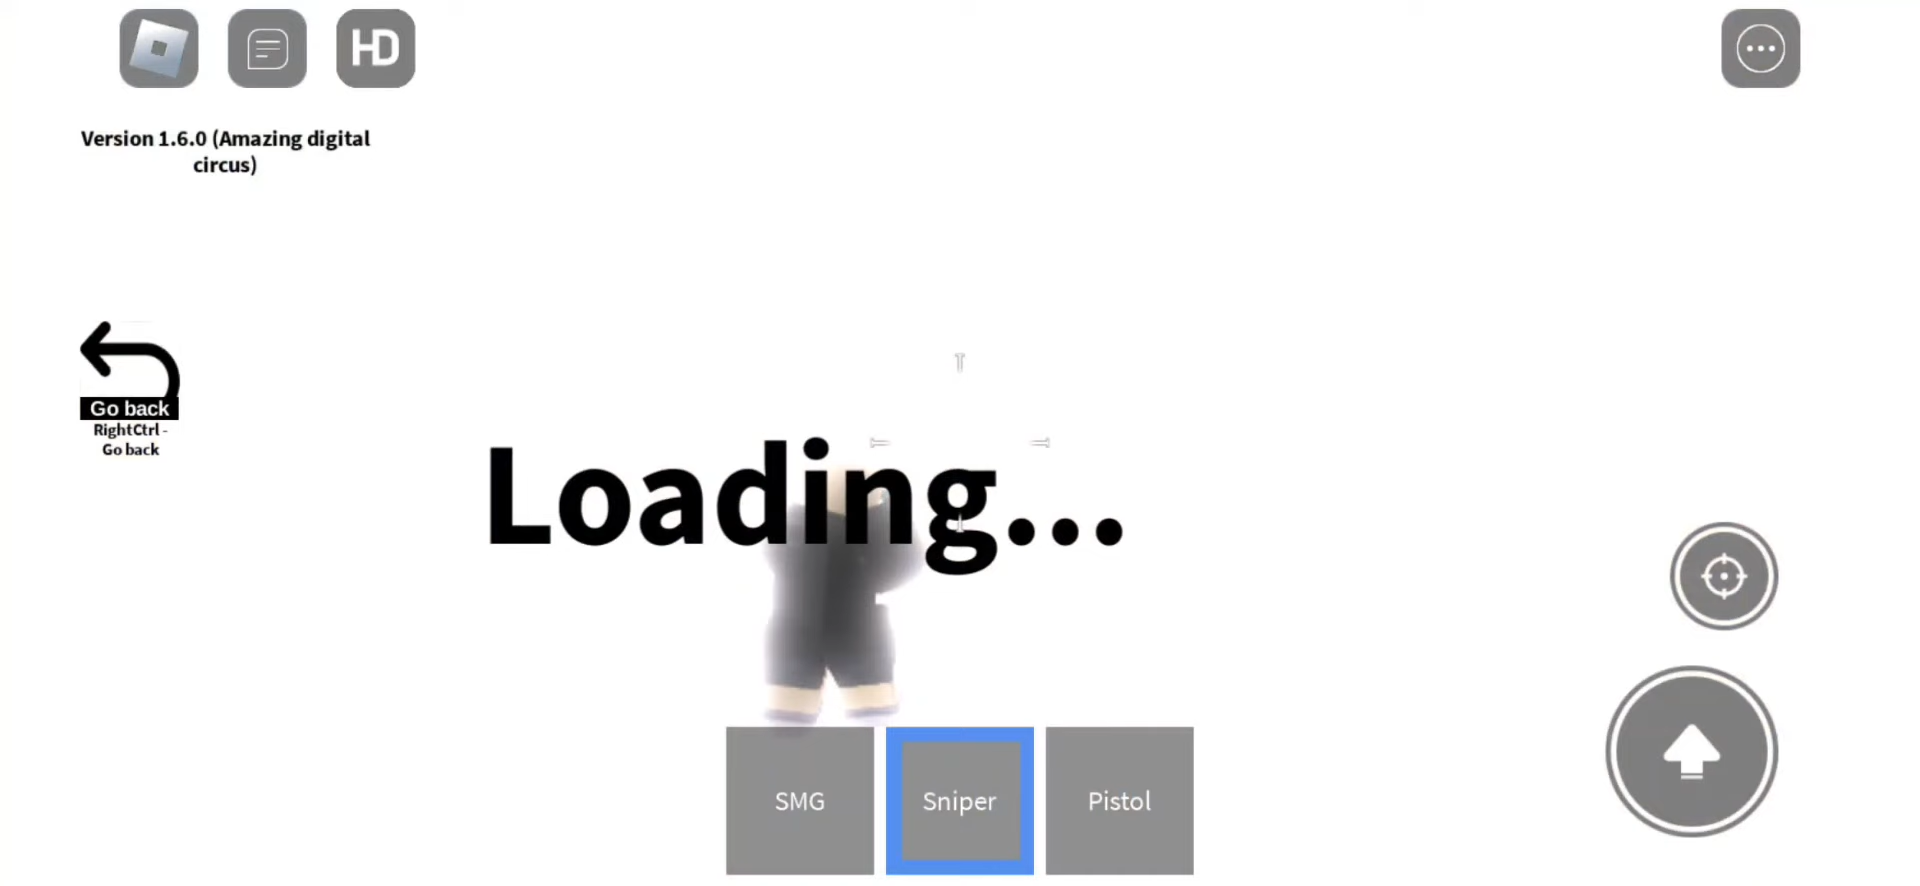 HD
Version 1.6.0 (Amazing digital
circus)
Go back
RightCtrl -
Go back
Loading...
SMG
Sniper
Pistol